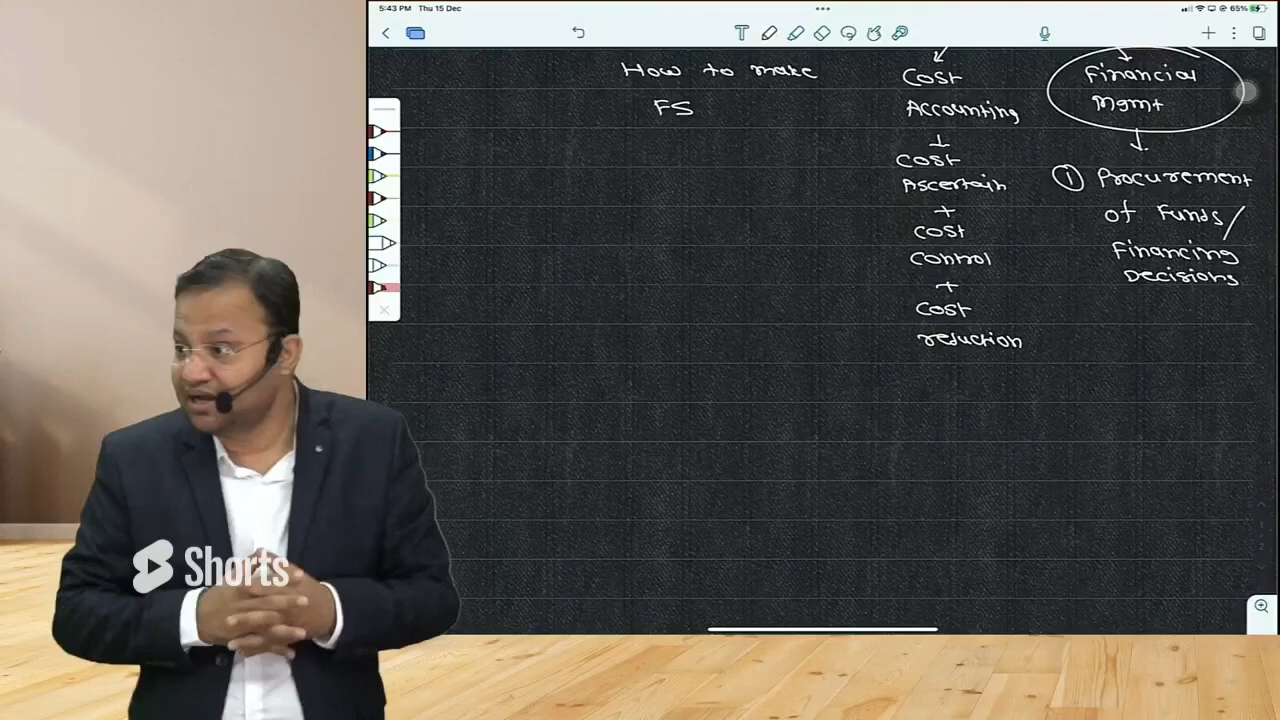 5:43 PM Thu 15 Dec
65%
T
How to make
FS
Cost
Accounting
Cost
Ascertain
+
Cost
Control
+
Cost
reduction
Financial
Mgmt
① Procurement
of Funds/
Financing
Decisions
Shorts